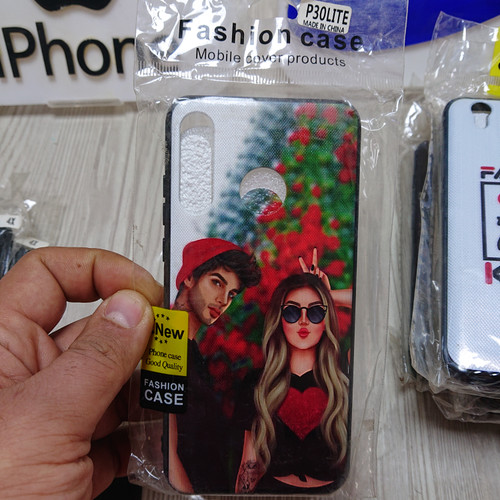 iPhon
P30LITE
MADE IN CHINA
Fashion case
Mobile cover products
New
Phone case
Good Quality
FASHION
CASE